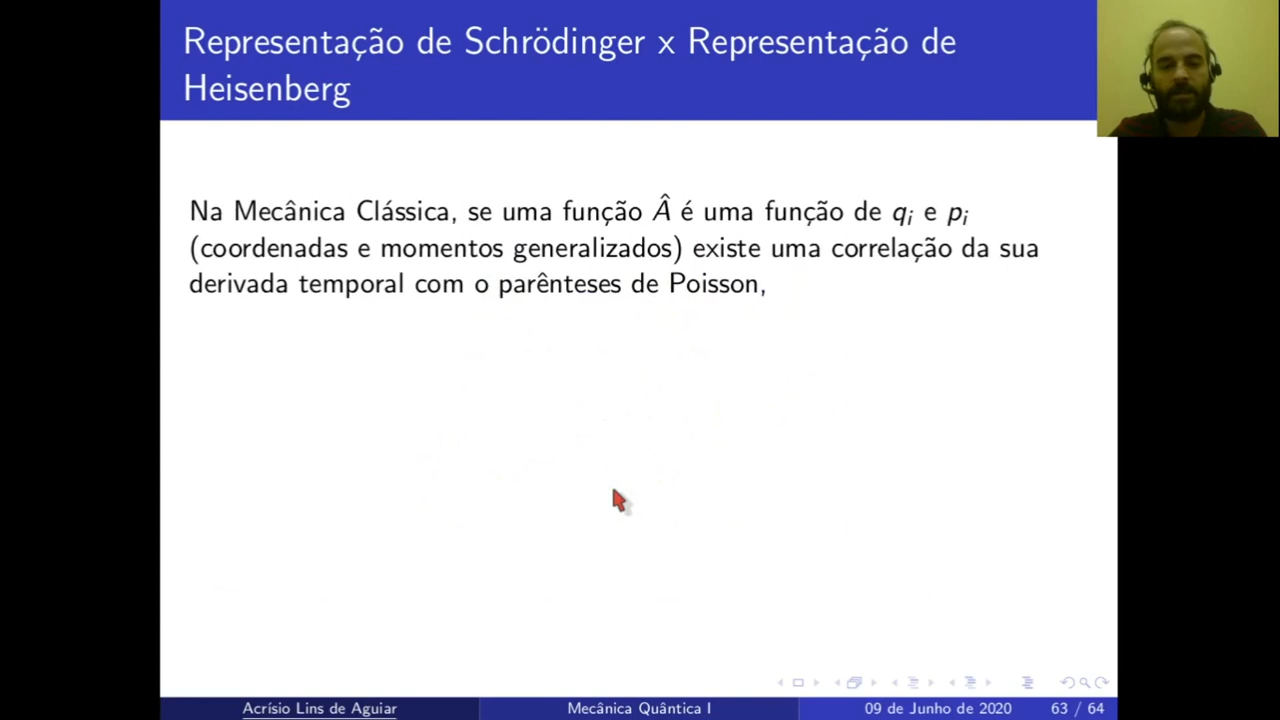 Representação de Schrödinger x Representação de
Heisenberg
Na Mecânica Clássica, se uma função Â é uma função de qᵢ e pᵢ
(coordenadas e momentos generalizados) existe uma correlação da sua
derivada temporal com o parênteses de Poisson,
Acrísio Lins de Aguiar
Mecânica Quântica I
09 de Junho de 2020
63 / 64